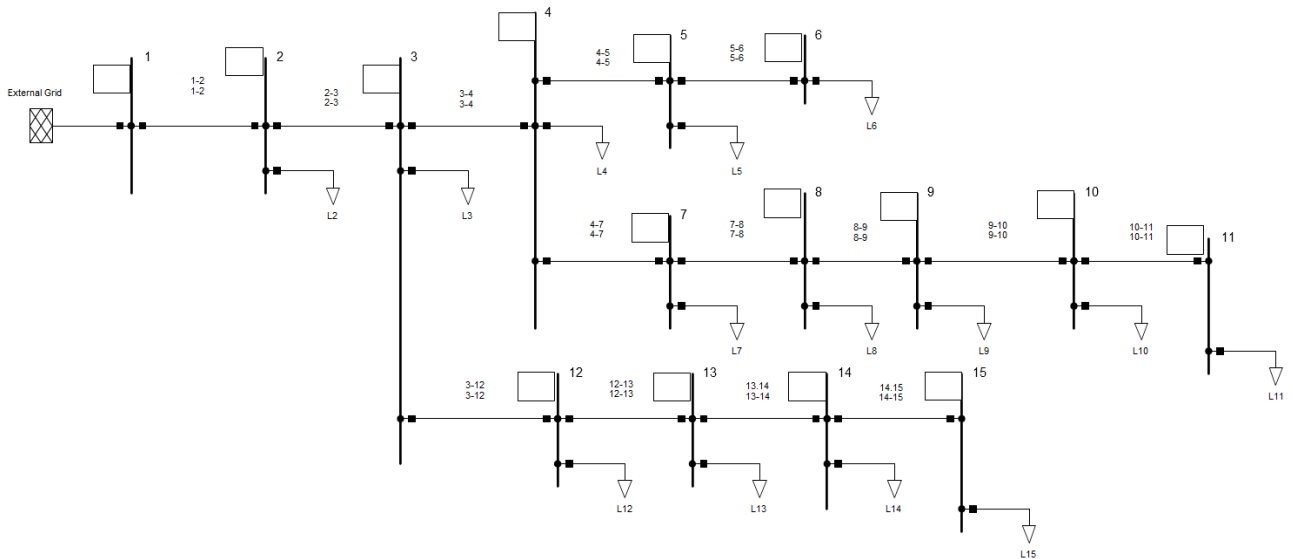 4
5
6
1
2
3
4-5
4-5
5-6
5-6
1-2
1-2
External Grid
2-3
2-3
3-4
3-4
L6
L4
L5
L2
L3
7
8
9
10
11
4-7
4-7
7-8
7-8
8-9
8-9
9-10
9-10
10-11
10-11
L7
L8
L9
L10
L11
12
13
14
15
3-12
3-12
12-13
12-13
13.14
13-14
14.15
14-15
L12
L13
L14
L15